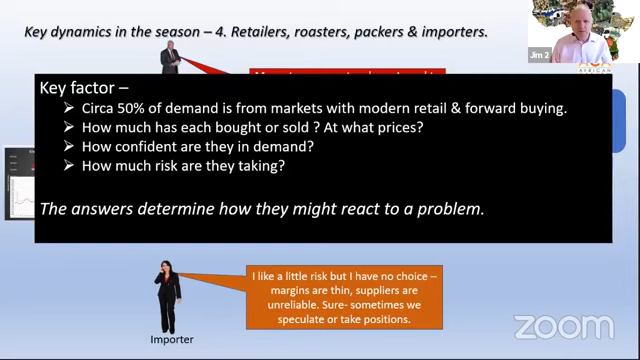 Key dynamics in the season – 4. Retailers, roasters, packers & importers.
Jim 2
AFRICAN
Key factor –
➢ Circa 50% of demand is from markets with modern retail & forward buying.
➢ How much has each bought or sold ? At what prices?
➢ How confident are they in demand?
➢ How much risk are they taking?
The answers determine how they might react to a problem.
I like a little risk but I have no choice –
margins are thin, suppliers are
unreliable. Sure- sometimes we
speculate or take positions.
Importer
zoom